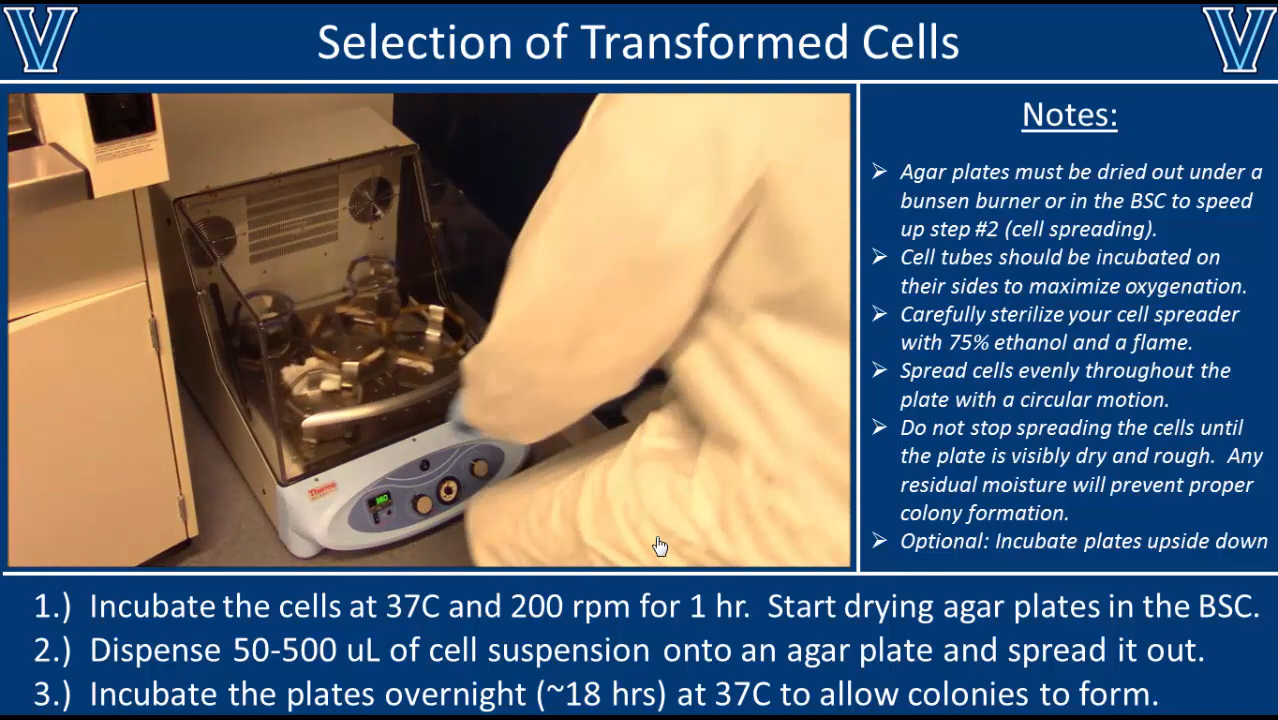 Selection of Transformed Cells
Notes:
➢ Agar plates must be dried out under a
bunsen burner or in the BSC to speed
up step #2 (cell spreading).
➢ Cell tubes should be incubated on
their sides to maximize oxygenation.
➢ Carefully sterilize your cell spreader
with 75% ethanol and a flame.
➢ Spread cells evenly throughout the
plate with a circular motion.
➢ Do not stop spreading the cells until
the plate is visibly dry and rough. Any
residual moisture will prevent proper
colony formation.
➢ Optional: Incubate plates upside down
Thermo
1.) Incubate the cells at 37C and 200 rpm for 1 hr. Start drying agar plates in the BSC.
2.) Dispense 50-500 uL of cell suspension onto an agar plate and spread it out.
3.) Incubate the plates overnight (~18 hrs) at 37C to allow colonies to form.